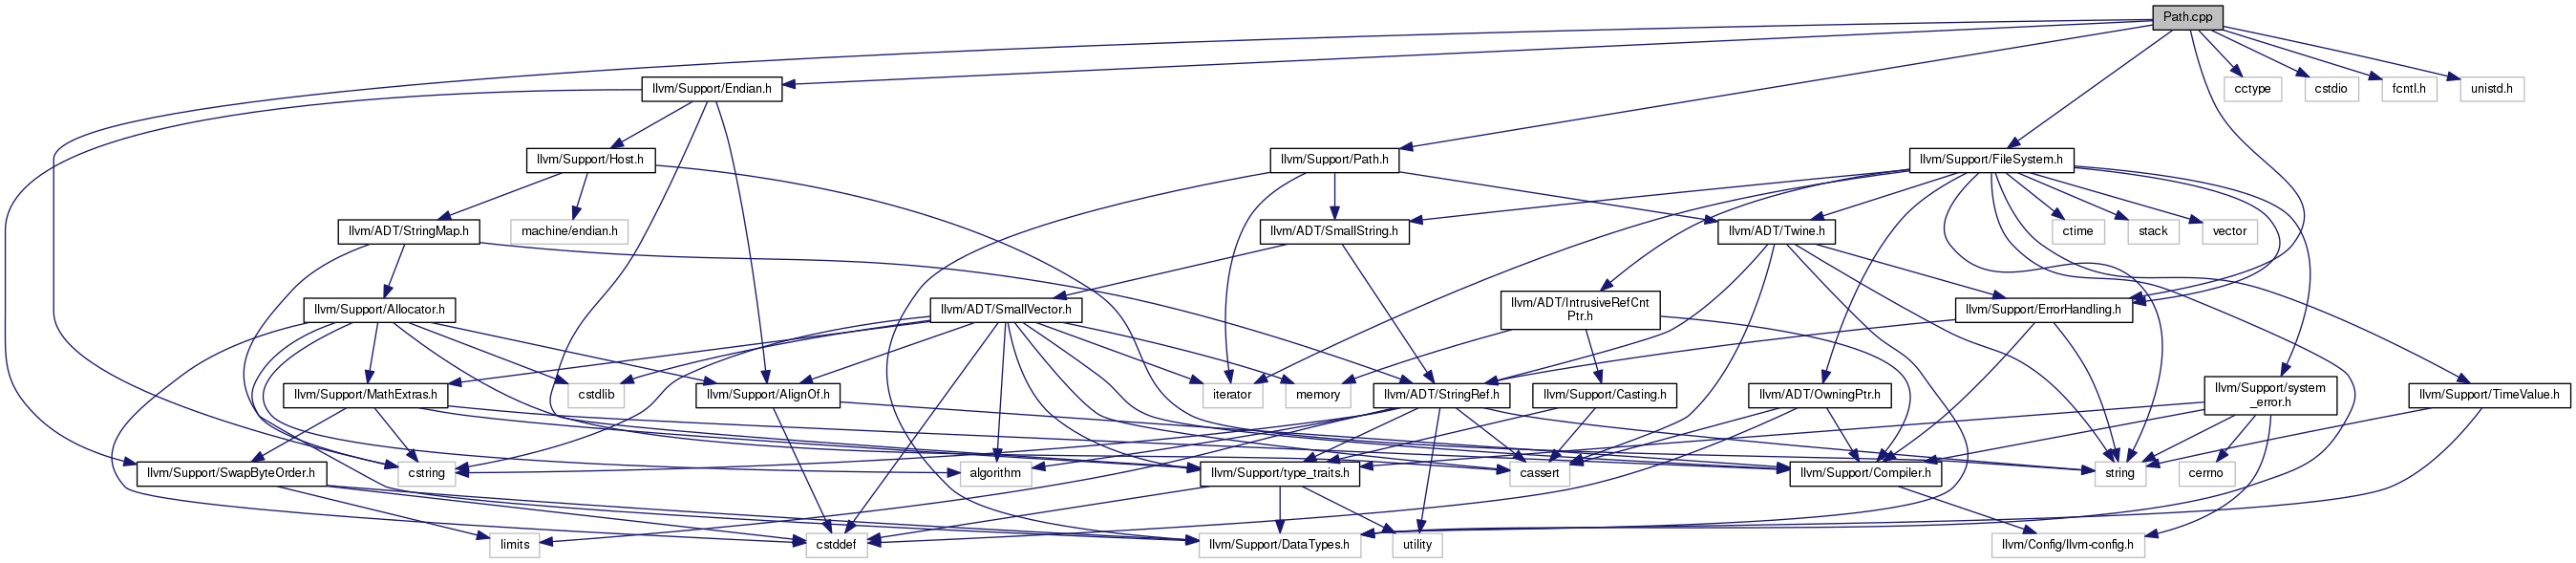 Path.cpp
llvm/Support/Endian.h
cctype
cstdio
fcntl.h
unistd.h
llvm/Support/Host.h
llvm/Support/Path.h
llvm/Support/FileSystem.h
llvm/ADT/StringMap.h
machine/endian.h
llvm/ADT/SmallString.h
llvm/ADT/Twine.h
ctime
stack
vector
llvm/Support/Allocator.h
llvm/ADT/SmallVector.h
llvm/ADT/IntrusiveRefCnt
Ptr.h
llvm/Support/ErrorHandling.h
llvm/Support/MathExtras.h
cstdlib
llvm/Support/AlignOf.h
iterator
memory
llvm/ADT/StringRef.h
llvm/Support/Casting.h
llvm/ADT/OwningPtr.h
llvm/Support/system
_error.h
llvm/Support/TimeValue.h
llvm/Support/SwapByteOrder.h
cstring
algorithm
llvm/Support/type_traits.h
cassert
llvm/Support/Compiler.h
string
cerrno
limits
cstddef
llvm/Support/DataTypes.h
utility
llvm/Config/llvm-config.h